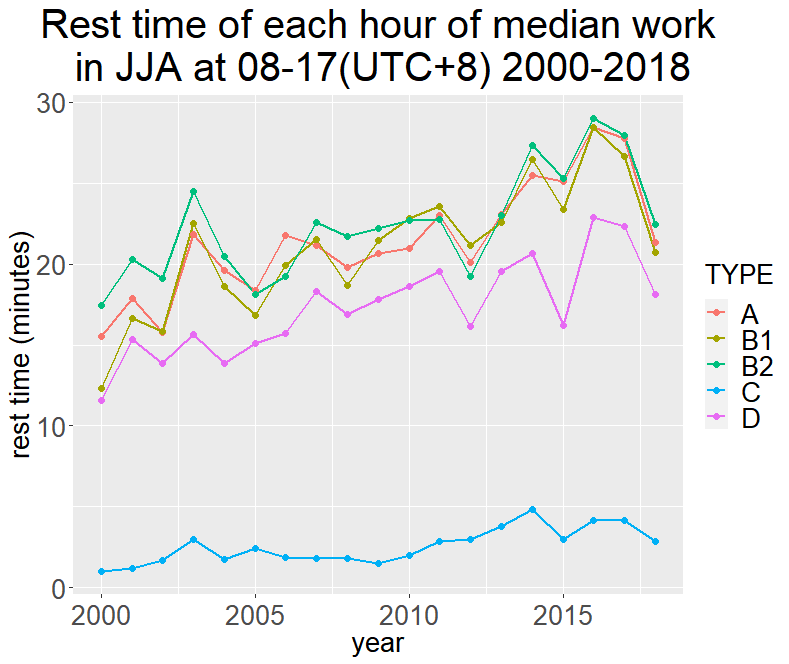 Rest time of each hour of median work
in JJA at 08-17(UTC+8) 2000-2018
30
20
10
0
rest time (minutes)
2000
2005
2010
2015
year
TYPE
A
B1
B2
C
D